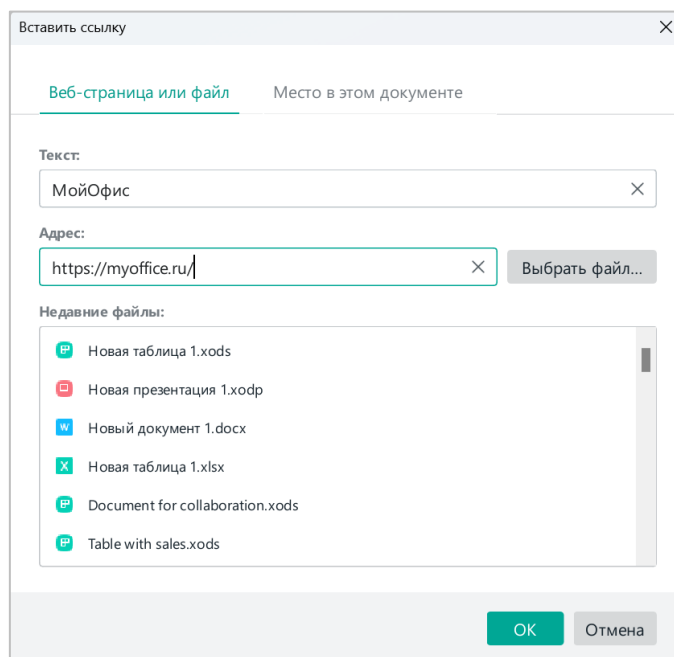 Вставить ссылку
Веб-страница или файл Место в этом документе
Текст:
МойОфис
Адрес:
https://myoffice.ru/ Выбрать файл...
Недавние файлы:
Новая таблица 1.xods
Новая презентация 1.xodp
W Новый документ 1.docx
X Новая таблица 1.xlsx
Document for collaboration.xods
Table with sales.xods
ОК Отмена